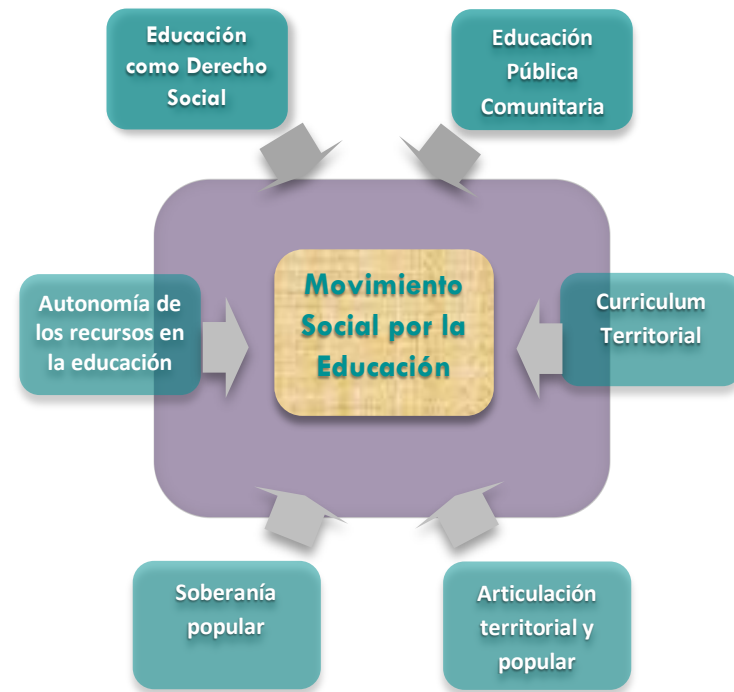 Educación
como Derecho
Social
Educación
Pública
Comunitaria
Autonomía de
los recursos en
la educación
Movimiento
Social por la
Educación
Curriculum
Territorial
Soberanía
popular
Articulación
territorial y
popular